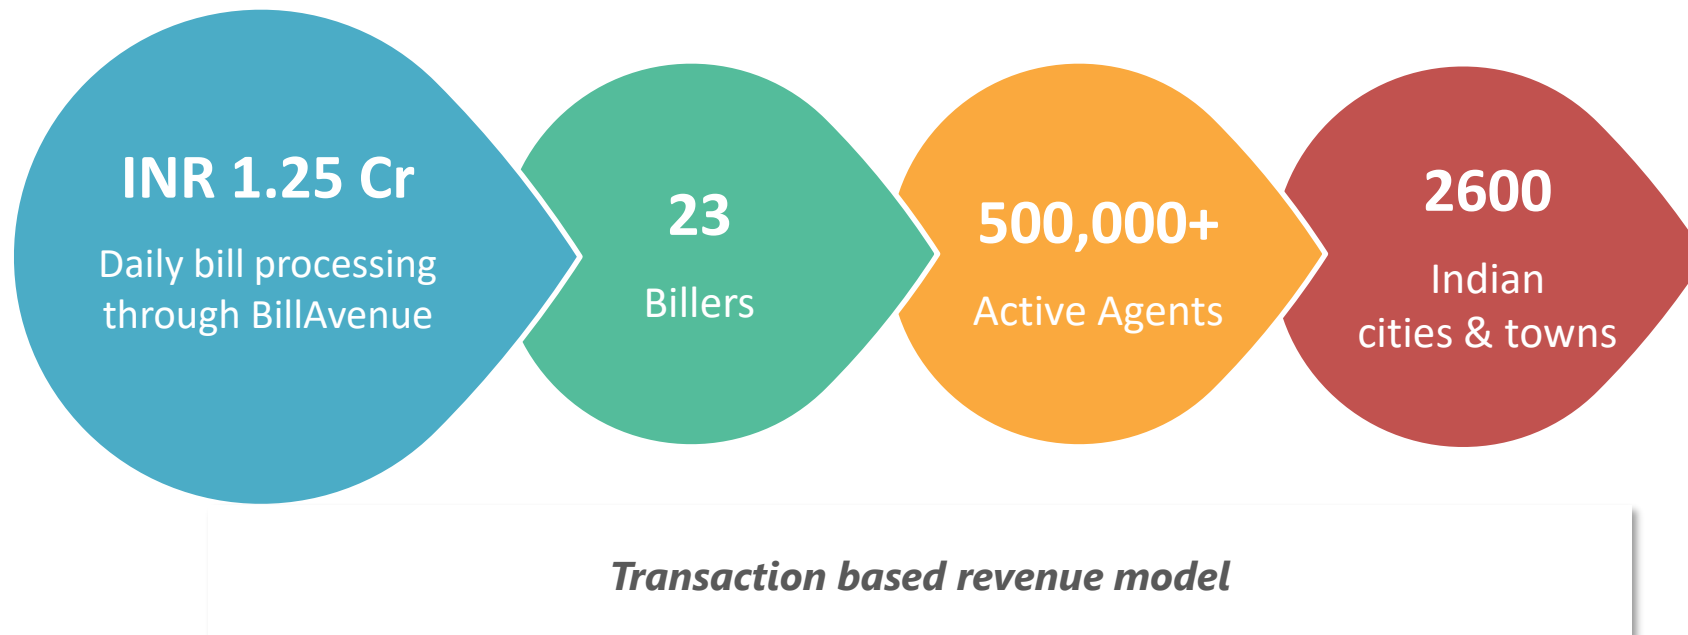 INR 1.25 Cr
Daily bill processing
through BillAvenue
23
Billers
500,000+
Active Agents
2600
Indian
cities & towns
Transaction based revenue model